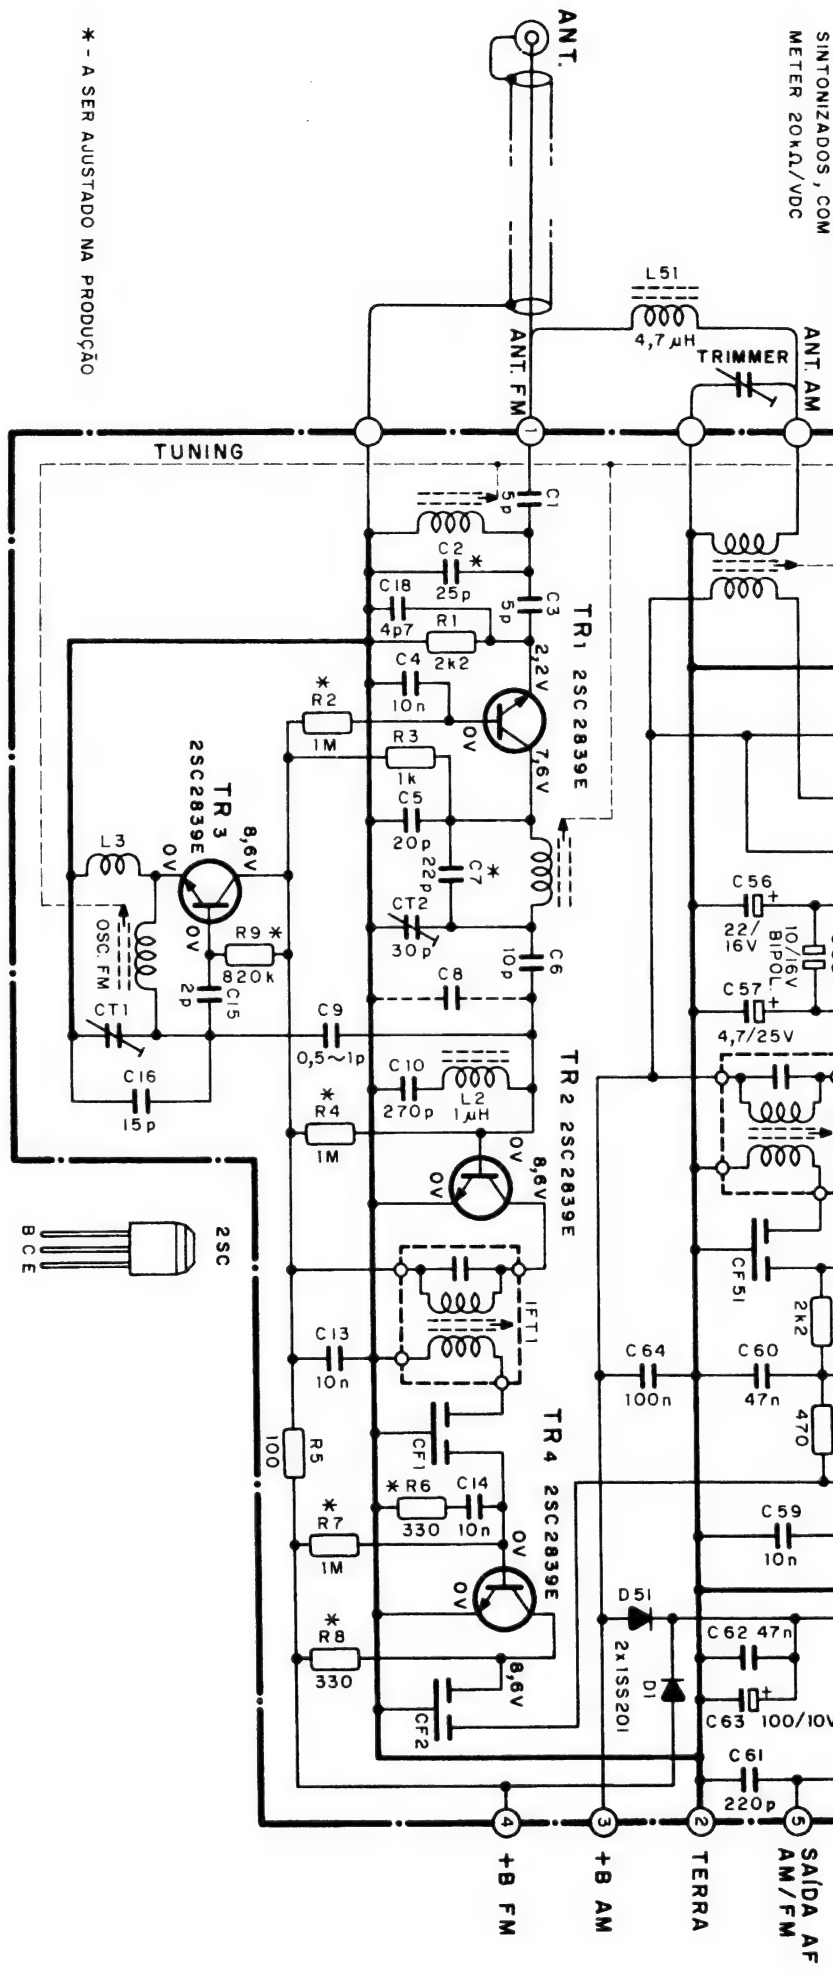 SINTONIZADOS, COM
METER 20kΩ/VDC
ANT.
* - A SER AJUSTADO NA PRODUÇÃO
L51
4,7 µH
TRIMMER
ANT. AM
ANT. FM
1
TUNING
C1
5p
C2 *
25p
C18
4p7
C3
5p
R1
2k2
TR1 2SC2839E
2,2V
7,6V
0V
C4
10n
*
R2
1M
R3
1k
C5
20p
*
C7
22p
CT2
30p
C6
10p
C8
TR3
2SC2839E
8,6V
0V
0V
L3
OSC. FM
R9 *
820k
C15
2p
CT1
C16
15p
C9
0,5~1p
C10
270p
L2
1µH
*
R4
1M
TR2 2SC2839E
0V
0V
8,6V
C56
22/
16V
10/16V
BIPOL.
C57
4,7/25V
IFT1
CF51
2k2
C13
10n
C64
100n
C60
47n
470
R5
100
CF1
TR4 2SC2839E
* R6
330
C14
10n
*
R7
1M
0V
0V
C59
10n
*
R8
330
8,6V
CF2
D51
2x1SS201
D1
C62 47n
C63 100/10V
C61
220p
2SC
B C E
4
+B FM
3
+B AM
2
TERRA
5
SAÍDA AF
AM/FM